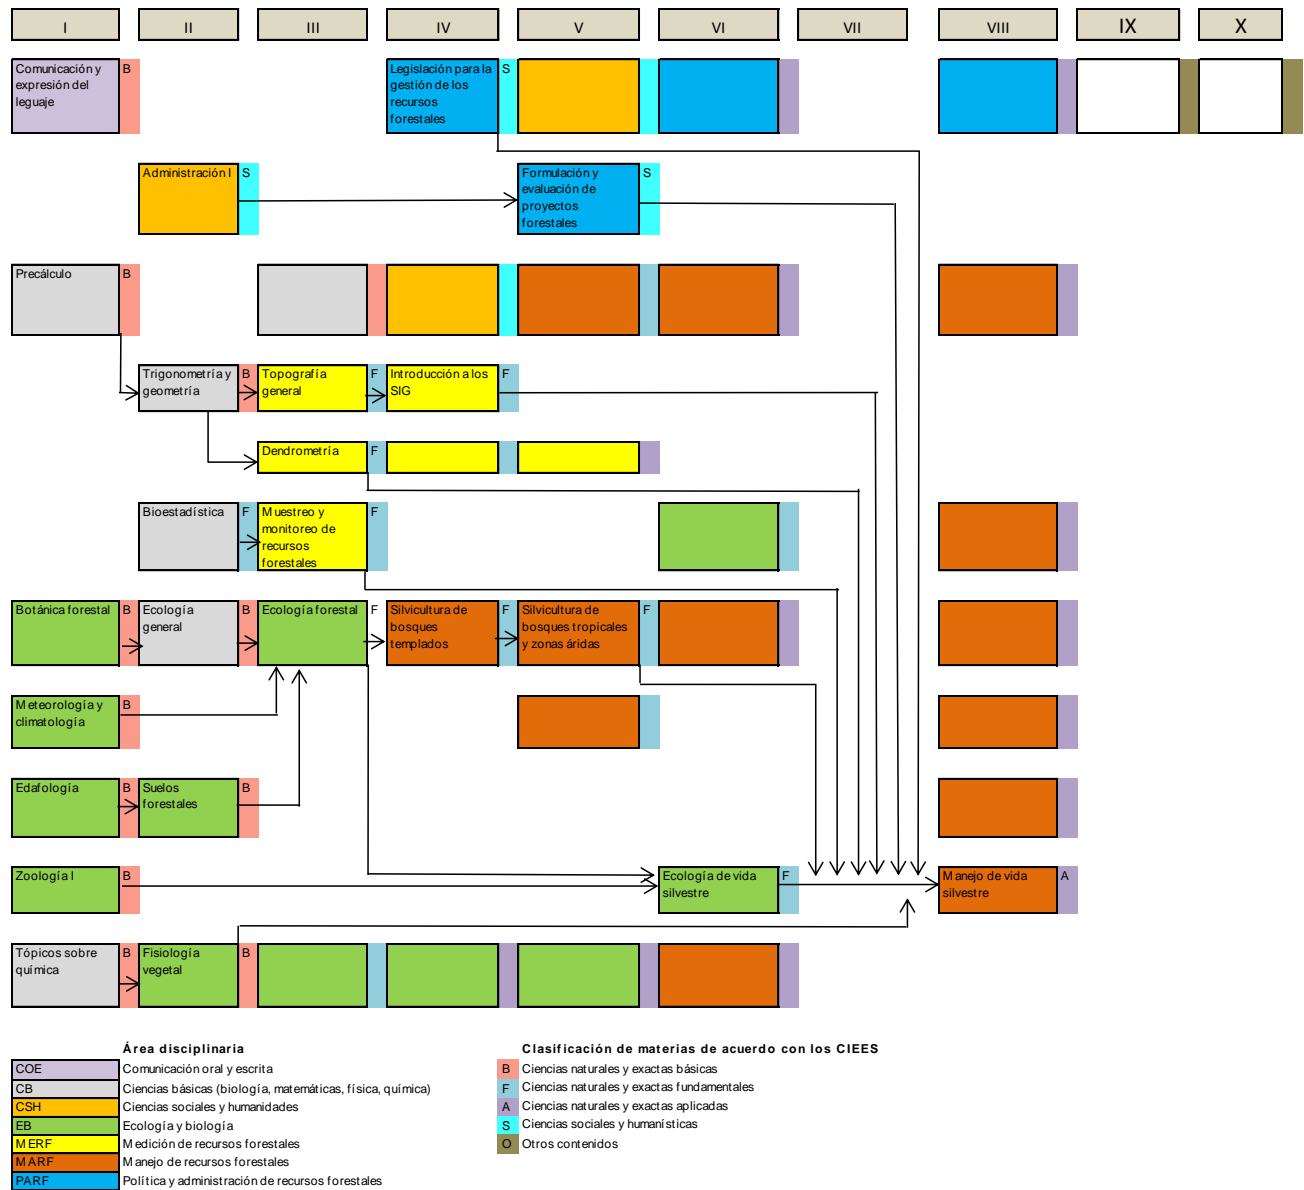 I II III IV V VI VII VIII IX X
Comunicación y B Legislación para la S
expresión del gestión de los
leguaje recursos
forestales
Administración I S Formulación y S
evaluación de
proyectos
forestales
Precálculo B
Trigonometría y B Topografía F Introducción a los F
geometría general SIG
Dendrometría F
Bioestadística F Muestreo y F
monitoreo de
recursos
forestales
Botánica forestal B Ecología B Ecología forestal F Silvicultura de F Silvicultura de F
general bosques bosques tropicales
templados y zonas áridas
Meteorología y B
climatología
Edafología B Suelos B
forestales
Zoología I B Ecología de vida F Manejo de vida A
silvestre silvestre
Tópicos sobre B Fisiología B
química vegetal
Área disciplinaria Clasificación de materias de acuerdo con los CIEES
COE Comunicación oral y escrita B Ciencias naturales y exactas básicas
CB Ciencias básicas (biología, matemáticas, física, química) F Ciencias naturales y exactas fundamentales
CSH Ciencias sociales y humanidades A Ciencias naturales y exactas aplicadas
EB Ecología y biología S Ciencias sociales y humanísticas
MERF Medición de recursos forestales O Otros contenidos
MARF Manejo de recursos forestales
PARF Política y administración de recursos forestales